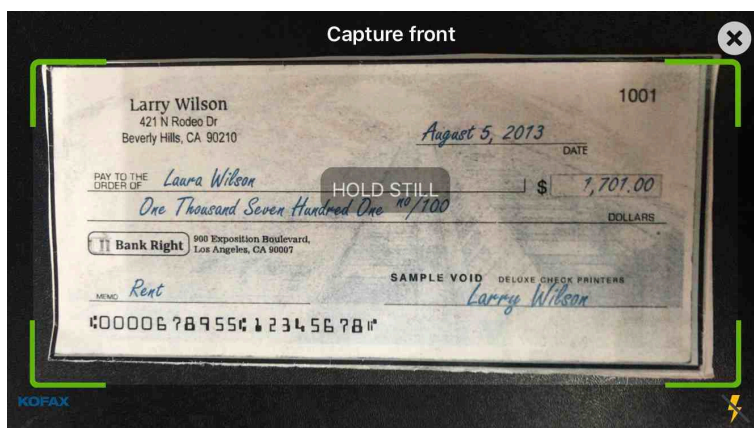 Capture front
Larry Wilson
421 N Rodeo Dr
Beverly Hills, CA 90210
1001
August 5, 2013
DATE
PAY TO THE
ORDER OF Laura Wilson
HOLD STILL
$ 1,701.00
One Thousand Seven Hundred One no/100
DOLLARS
Bank Right
900 Exposition Boulevard,
Los Angeles, CA 90007
SAMPLE VOID DELUXE CHECK PRINTERS
MEMO Rent
Larry Wilson
⑆0000678955⑆12345678⑈
KOFAX